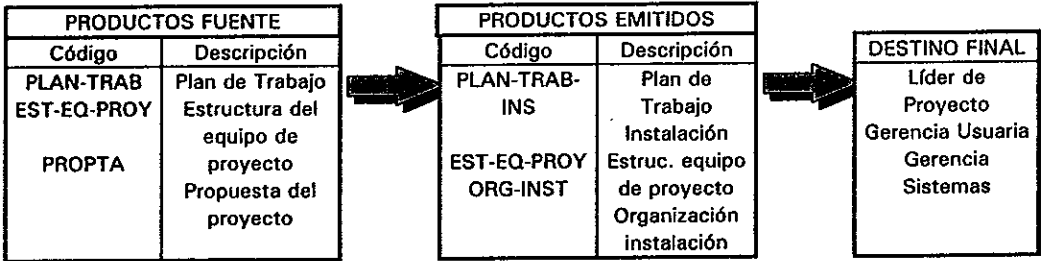 PRODUCTOS FUENTE
Código Descripción
PLAN-TRAB Plan de Trabajo
EST-EQ-PROY Estructura del
equipo de
PROPTA proyecto
Propuesta del
proyecto
PRODUCTOS EMITIDOS
Código Descripción
PLAN-TRAB- Plan de
INS Trabajo
Instalación
EST-EQ-PROY Estruc. equipo
ORG-INST de proyecto
Organización
instalación
DESTINO FINAL
Líder de
Proyecto
Gerencia Usuaria
Gerencia
Sistemas